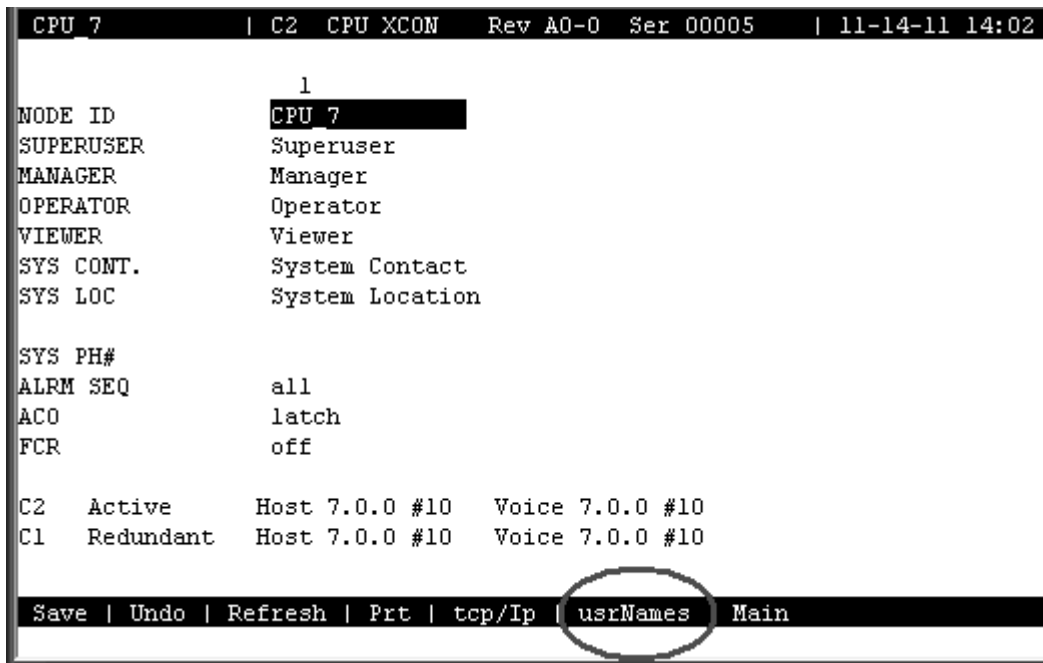 CPU_7 | C2 CPU XCON Rev A0-0 Ser 00005 | 11-14-11 14:02
1
NODE ID CPU_7
SUPERUSER Superuser
MANAGER Manager
OPERATOR Operator
VIEWER Viewer
SYS CONT. System Contact
SYS LOC System Location
SYS PH#
ALRM SEQ all
ACO latch
FCR off
C2 Active Host 7.0.0 #10 Voice 7.0.0 #10
C1 Redundant Host 7.0.0 #10 Voice 7.0.0 #10
Save | Undo | Refresh | Prt | tcp/Ip | usrNames | Main